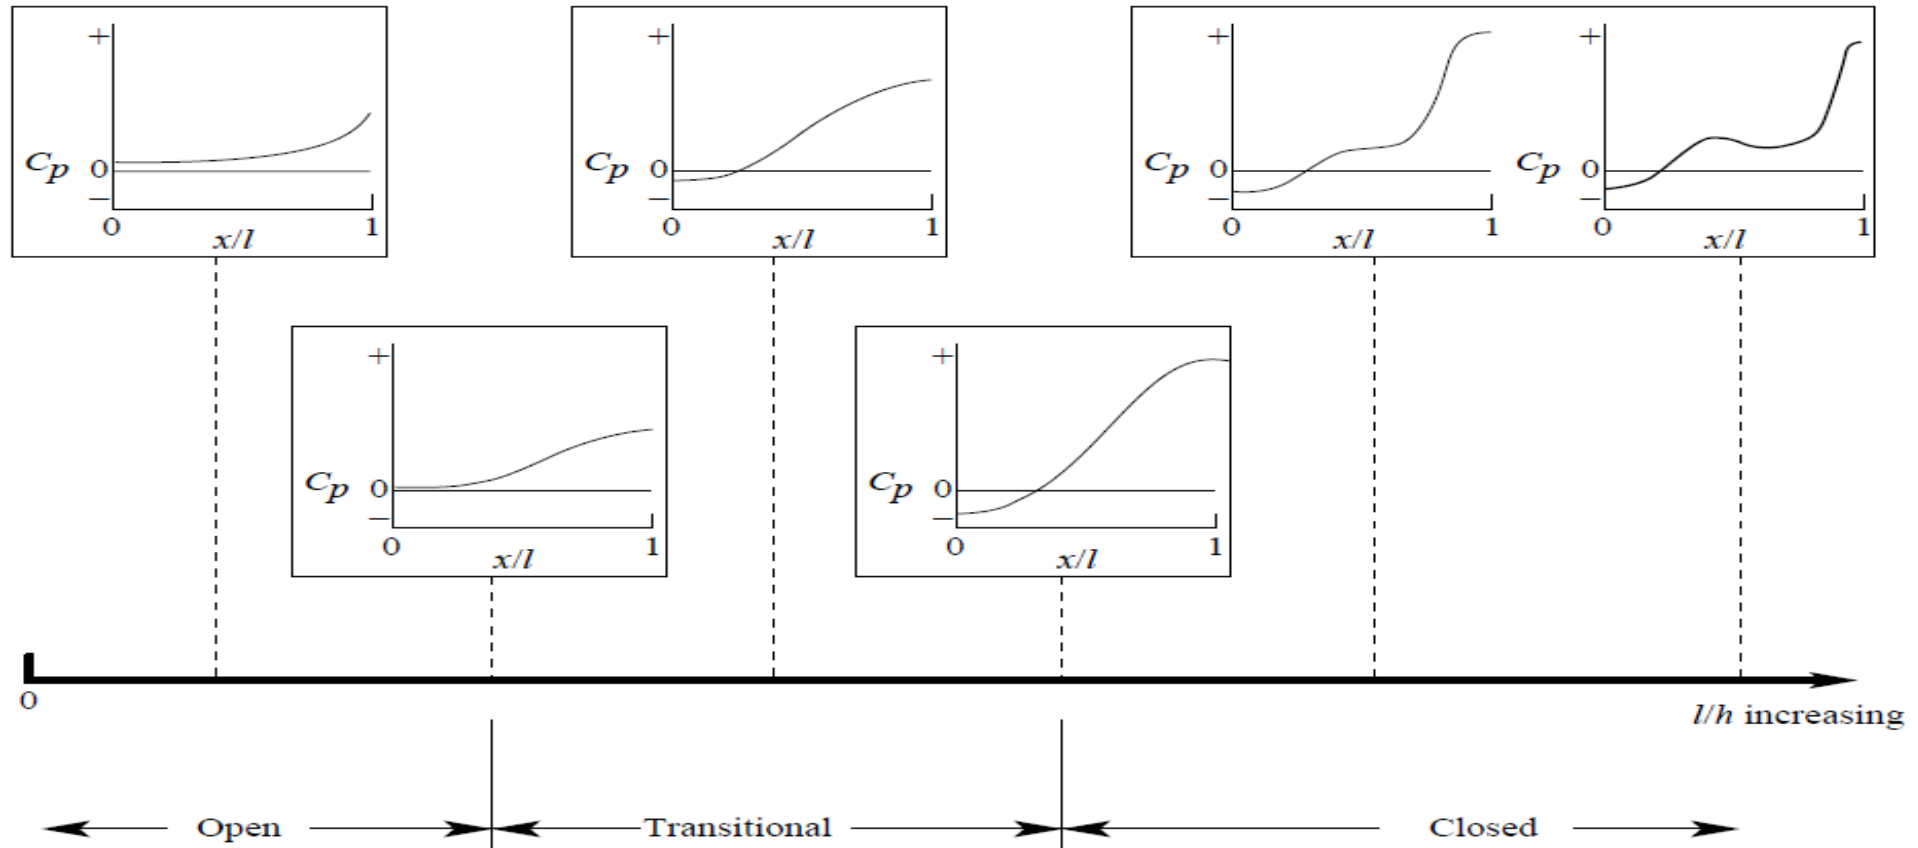 +
Cp 0
−
0 1
x/l
+
Cp 0
−
0 1
x/l
+
Cp 0
−
0 1
x/l
+
Cp 0
−
0 1
x/l
+
Cp 0
−
0 1
x/l
+
Cp 0
−
0 1
x/l
0
l/h increasing
Open Transitional Closed